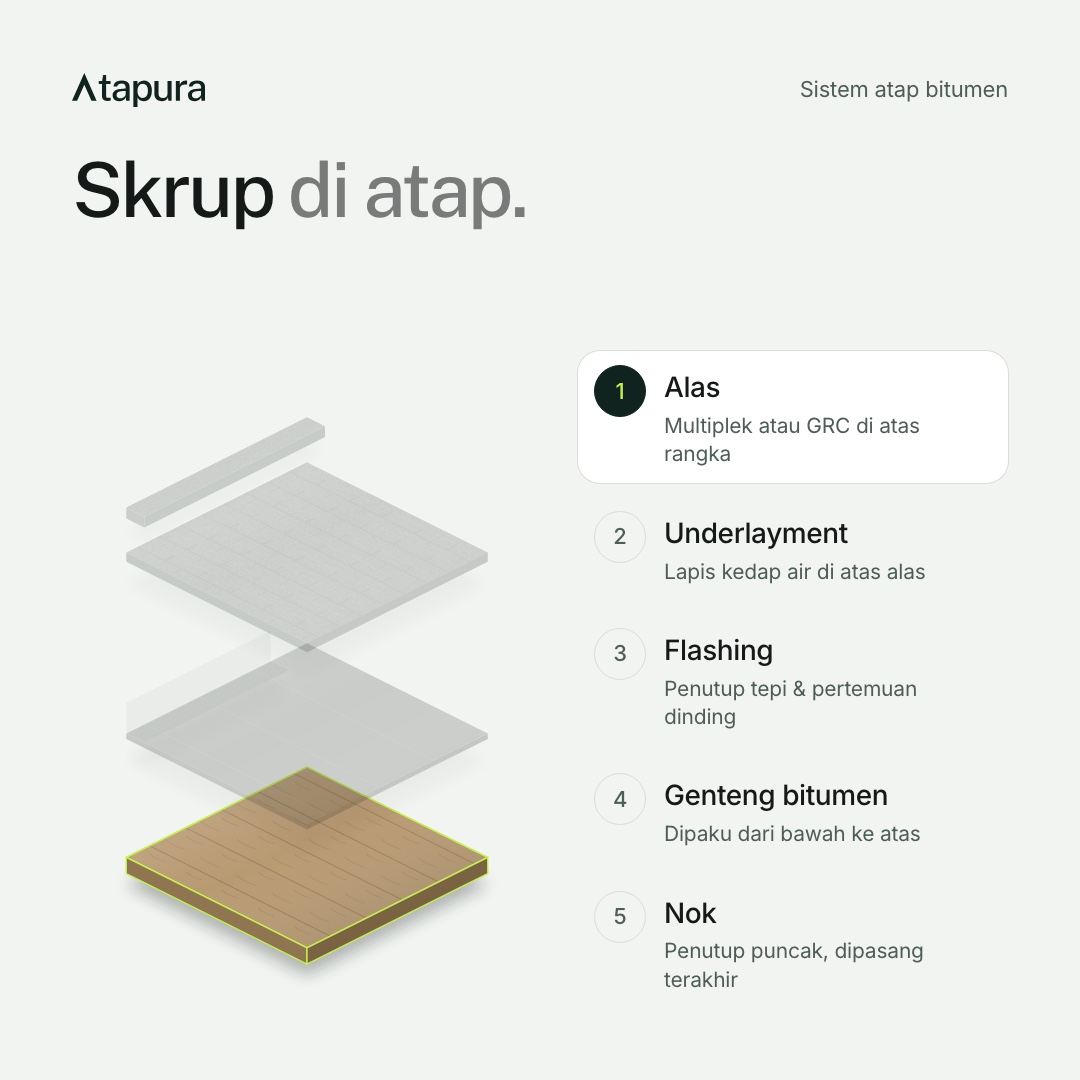 Atapura
Sistem atap bitumen
Skrup di atap.
1
Alas
Multiplek atau GRC di atas
rangka
2
Underlayment
Lapis kedap air di atas alas
3
Flashing
Penutup tepi & pertemuan
dinding
4
Genteng bitumen
Dipaku dari bawah ke atas
5
Nok
Penutup puncak, dipasang
terakhir